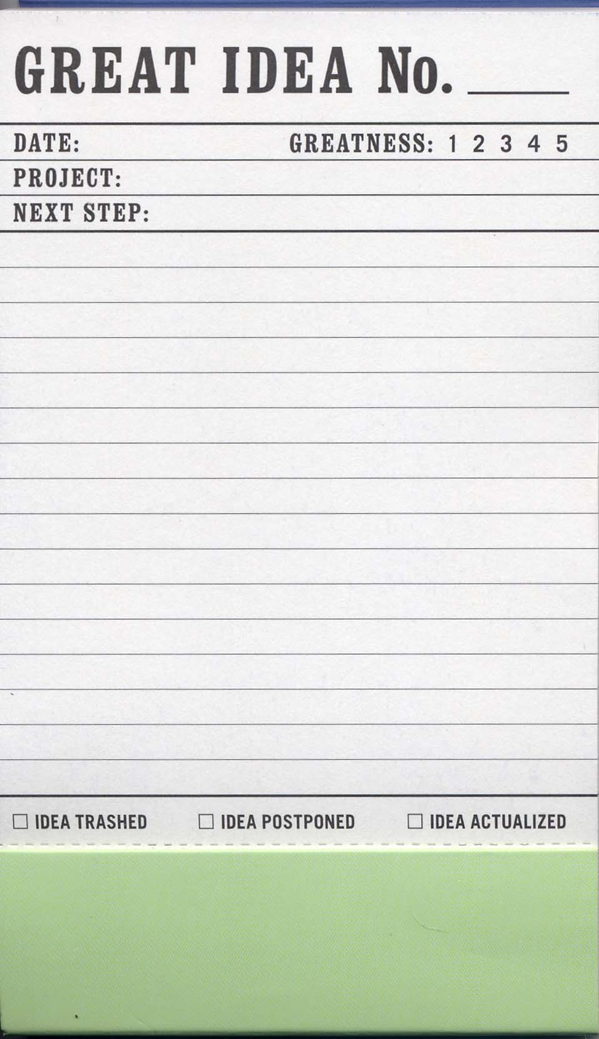 GREAT IDEA No. ____
DATE: GREATNESS: 1 2 3 4 5
PROJECT:
NEXT STEP:
☐ IDEA TRASHED ☐ IDEA POSTPONED ☐ IDEA ACTUALIZED